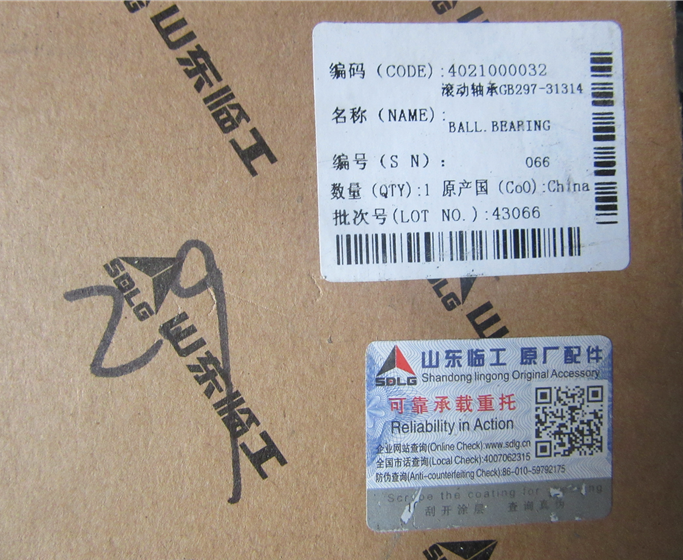 山东临工
编码（CODE）:4021000032
滚动轴承GB297-31314
名称（NAME）:
BALL.BEARING
编号（S N）： 066
数量（QTY）:1 原产国（CoO）:China
批次号(LOT NO.）:43066
SDLG
山东临工
29
SDLG 山东临工 原厂配件
Shandong lingong Original Accessory
可靠承载重托
Reliability in Action
企业网站查询(Online Check):www.sdlg.cn
全国市话查询(Local Check):4007062315
防伪查询(Anti-counterfeiting Check):86-010-59792175
Scrape the coating for
刮开涂层 查询真伪